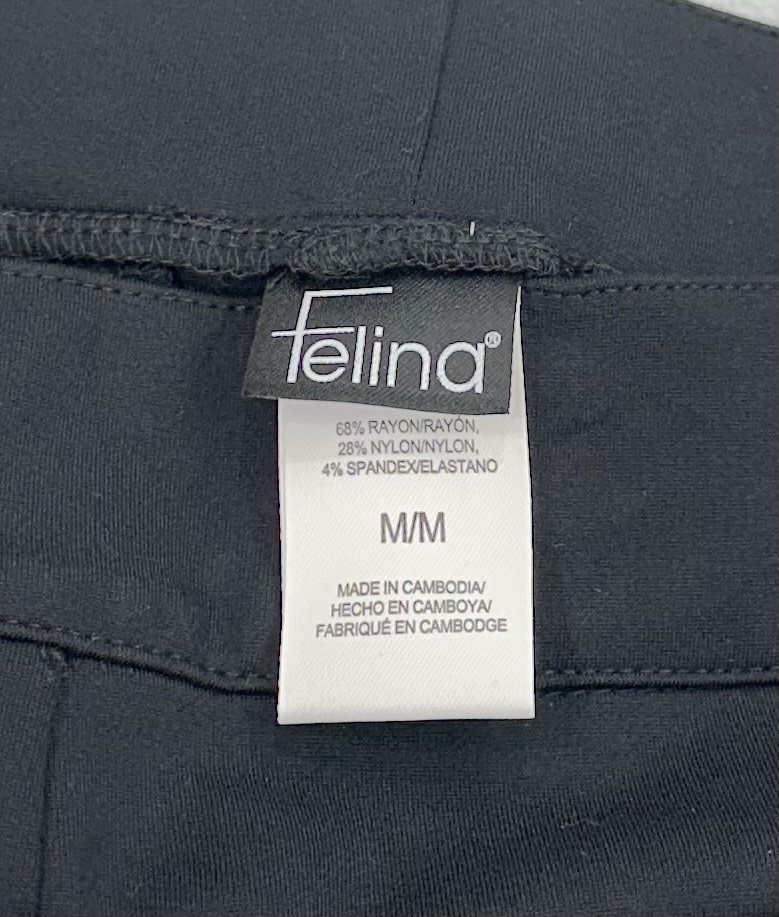 Felina®
68% RAYON/RAYÓN,
28% NYLON/NYLON,
4% SPANDEX/ELASTANO
M/M
MADE IN CAMBODIA/
HECHO EN CAMBOYA/
FABRIQUÉ EN CAMBODGE